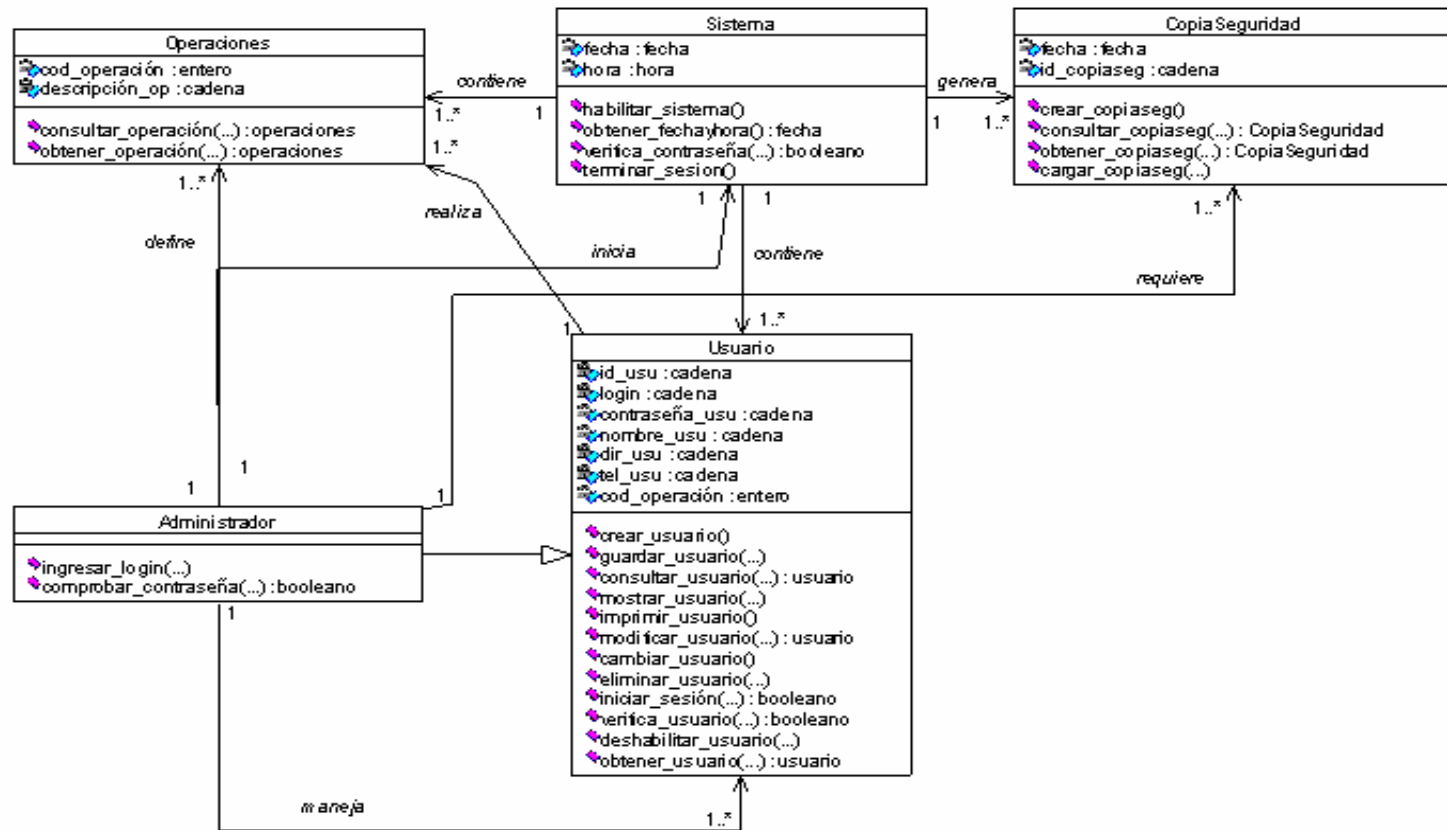 Operaciones
cod_operación : entero
descripción_op : cadena
consultar_operación(...) : operaciones
obtener_operación(...) : operaciones
contiene
1..*
1
Sistema
fecha : fecha
hora : hora
habilitar_sistema()
obtener_fechayhora() : fecha
verifica_contraseña(...) : booleano
terminar_sesion()
genera
1
1..*
CopiaSeguridad
fecha : fecha
id_copiaseg : cadena
crear_copiaseg()
consultar_copiaseg(...) : CopiaSeguridad
obtener_copiaseg(...) : CopiaSeguridad
cargar_copiaseg(...)
1..*
1..*
define
realiza
inicia
1
1
contiene
1..*
requiere
1..*
1
Usuario
id_usu : cadena
login : cadena
contraseña_usu : cadena
nombre_usu : cadena
dir_usu : cadena
tel_usu : cadena
cod_operación : entero
crear_usuario()
guardar_usuario(...)
consultar_usuario(...) : usuario
mostrar_usuario(...)
imprimir_usuario()
modificar_usuario(...) : usuario
cambiar_usuario()
eliminar_usuario(...)
iniciar_sesión(...) : booleano
verifica_usuario(...) : booleano
deshabilitar_usuario(...)
obtener_usuario(...) : usuario
1
1
1
Administrador
ingresar_login(...)
comprobar_contraseña(...) : booleano
1
maneja
1..*